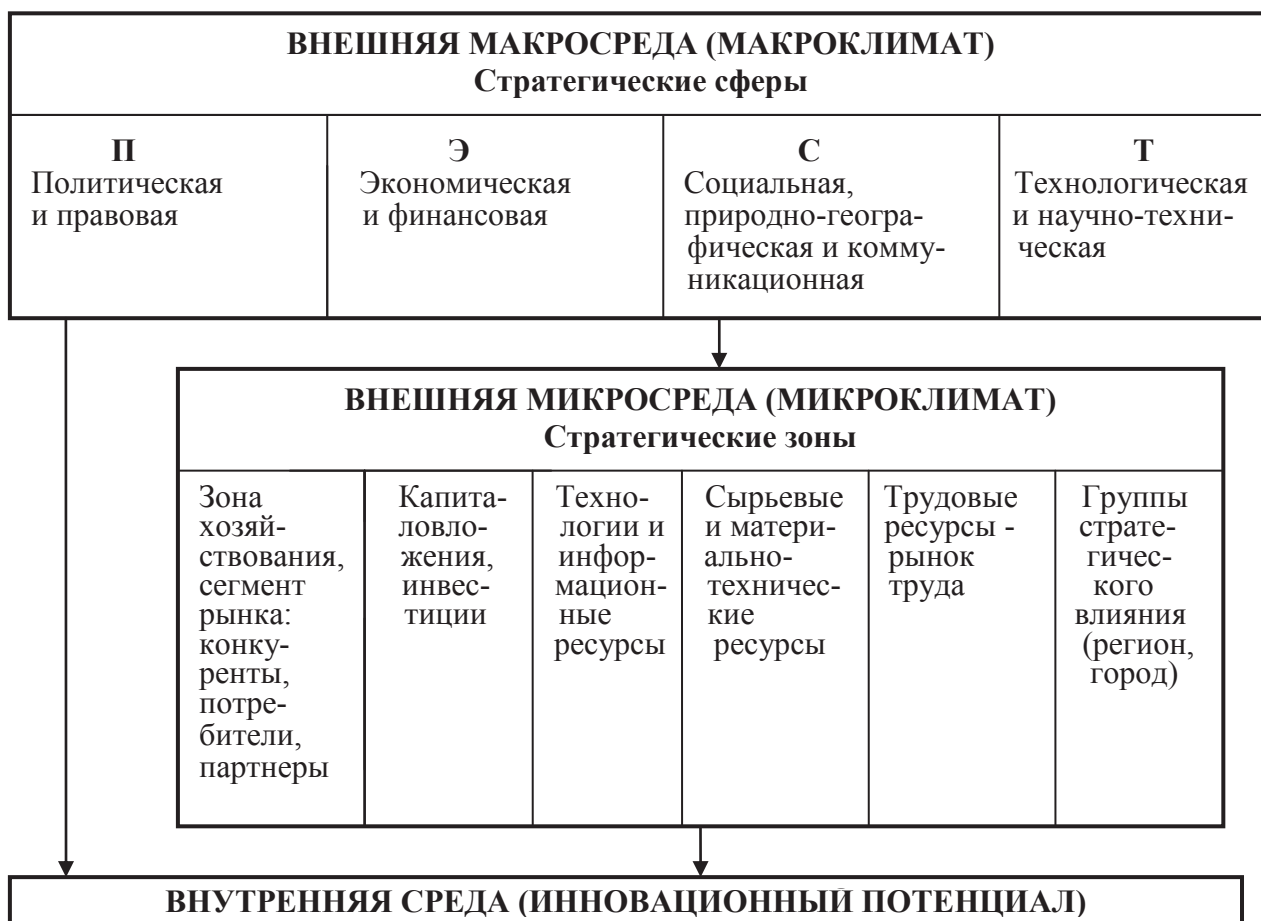 ВНЕШНЯЯ МАКРОСРЕДА (МАКРОКЛИМАТ)
Стратегические сферы
П
Политическая
и правовая
Э
Экономическая
и финансовая
С
Социальная,
природно-геогра-
фическая и комму-
никационная
Т
Технологическая
и научно-техни-
ческая
ВНЕШНЯЯ МИКРОСРЕДА (МИКРОКЛИМАТ)
Стратегические зоны
Зона
хозяй-
ствования,
сегмент
рынка:
конку-
ренты,
потре-
бители,
партнеры
Капита-
ловло-
жения,
инвес-
тиции
Техно-
логии и
инфор-
мацион-
ные
ресурсы
Сырьевые
и матери-
ально-
техничес-
кие
ресурсы
Трудовые
ресурсы -
рынок
труда
Группы
страте-
гичес-
кого
влияния
(регион,
город)
ВНУТРЕННЯЯ СРЕДА (ИННОВАЦИОННЫЙ ПОТЕНЦИАЛ)